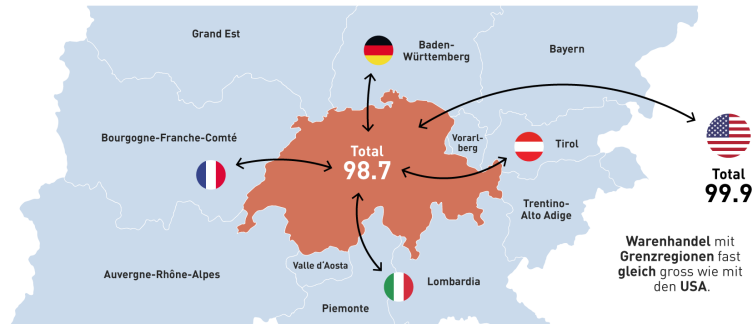 Grand Est
Baden-
Württemberg
Bayern
Bourgogne-Franche-Comté
Total
98.7
Vorarl-
berg
Tirol
Total
99.9
Trentino-
Alto Adige
Warenhandel mit
Grenzregionen fast
gleich gross wie mit
den USA.
Auvergne-Rhône-Alpes
Valle d'Aosta
Lombardia
Piemonte